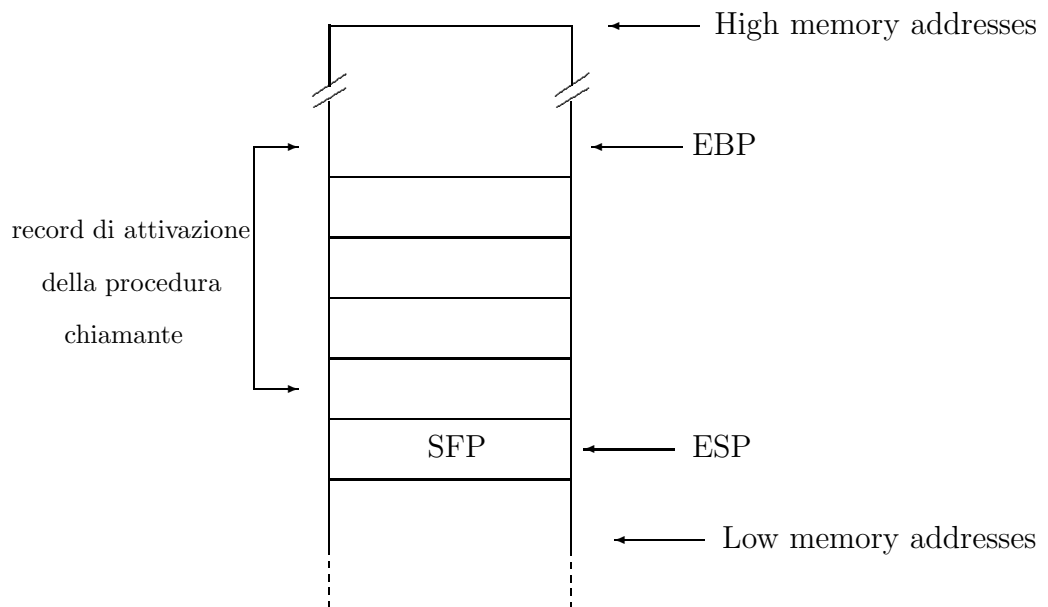 High memory addresses
EBP
record di attivazione
della procedura
chiamante
SFP
ESP
Low memory addresses